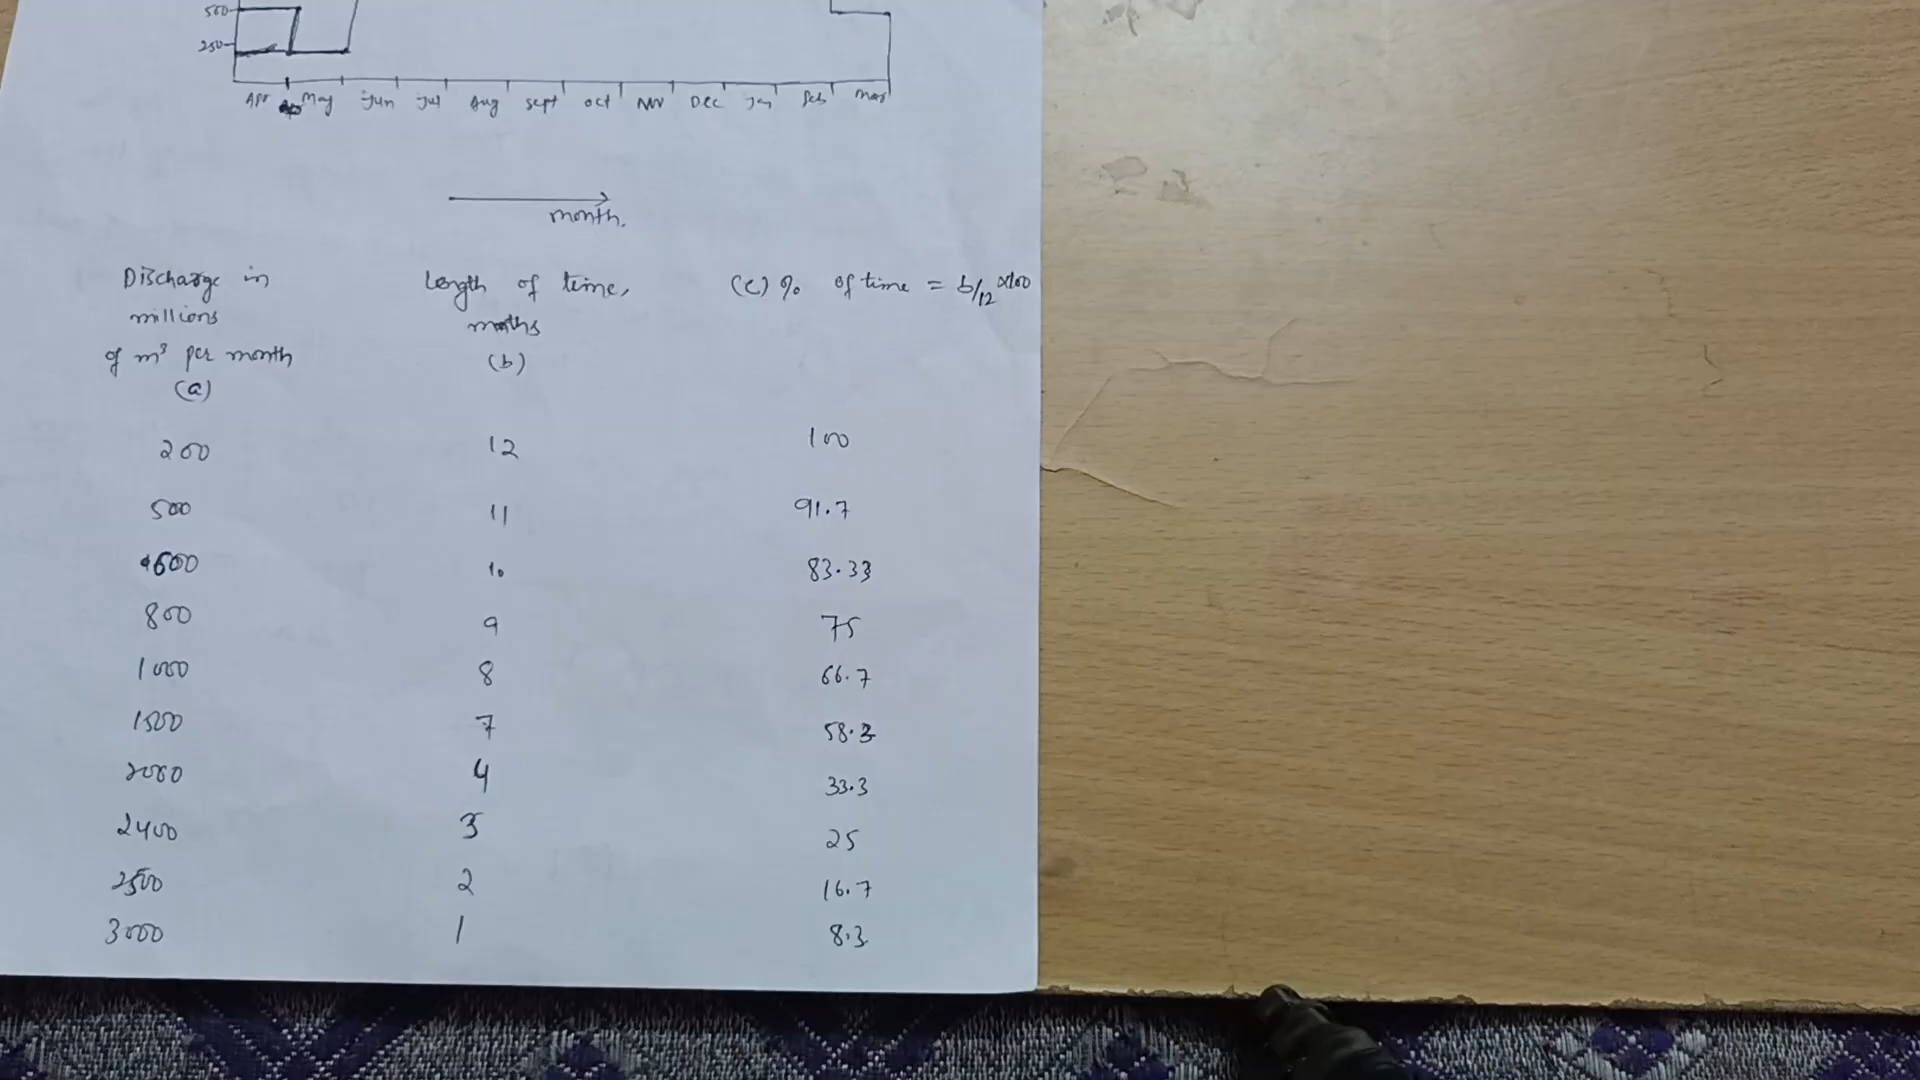 500
250
Apr May Jun Jul Aug sept oct Nov Dec Jan Feb Mar
month.
Discharge in length of time, (c) % of time = b/12 x100
millions months
of m³ per month (b)
(a)
200 12 100
500 11 91.7
600 10 83.33
800 9 75
1000 8 66.7
1500 7 58.3
2000 4 33.3
2400 3 25
2500 2 16.7
3000 1 8.3